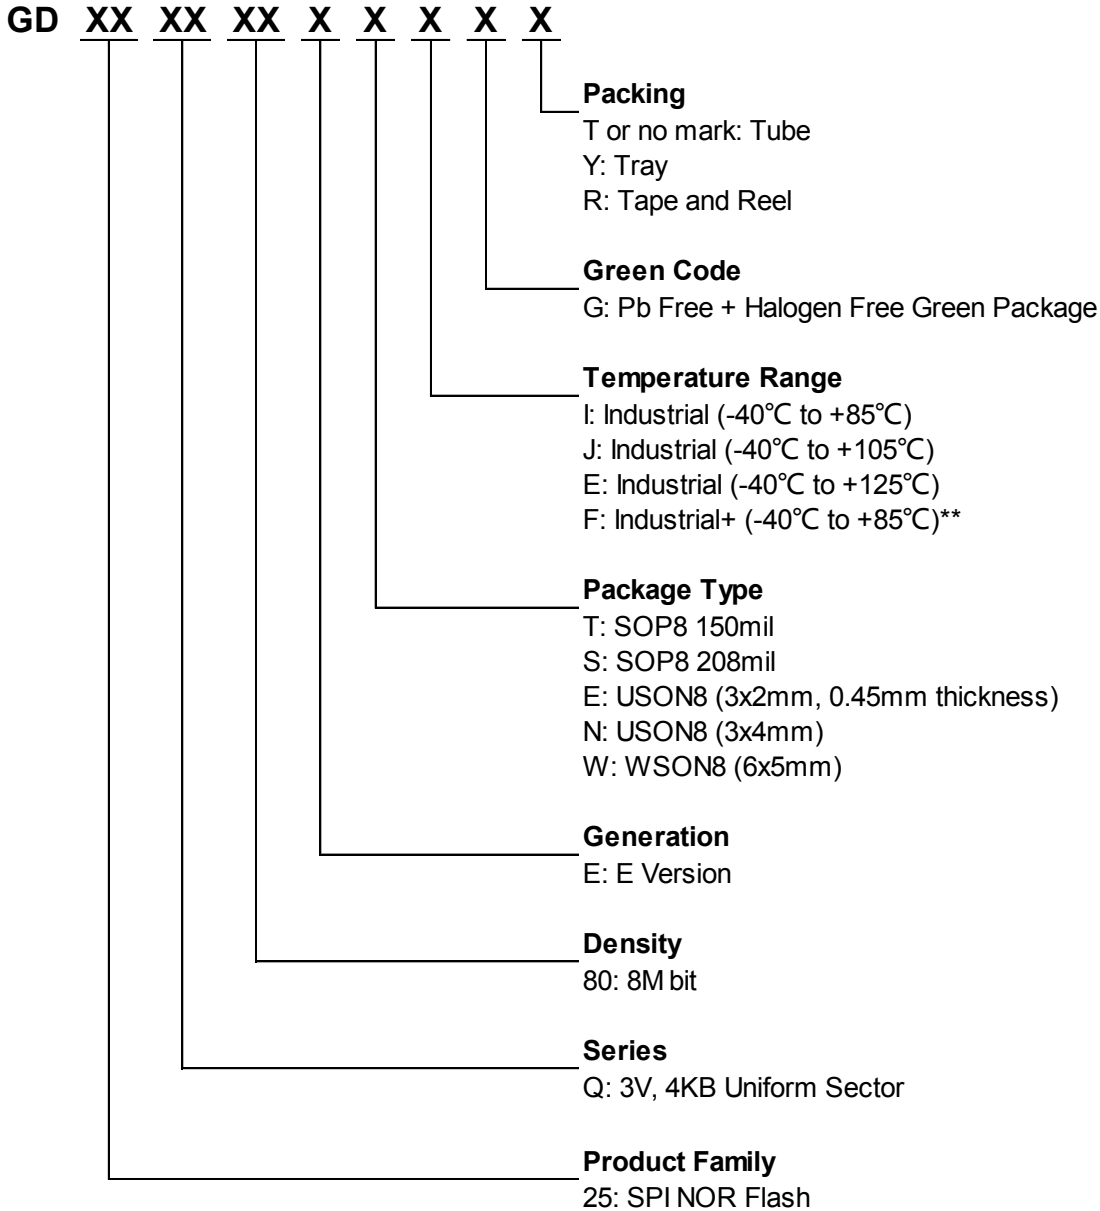 GD XX XX XX X X X X X
Packing
T or no mark: Tube
Y: Tray
R: Tape and Reel
Green Code
G: Pb Free + Halogen Free Green Package
Temperature Range
I: Industrial (-40℃ to +85℃)
J: Industrial (-40℃ to +105℃)
E: Industrial (-40℃ to +125℃)
F: Industrial+ (-40℃ to +85℃)**
Package Type
T: SOP8 150mil
S: SOP8 208mil
E: USON8 (3x2mm, 0.45mm thickness)
N: USON8 (3x4mm)
W: WSON8 (6x5mm)
Generation
E: E Version
Density
80: 8M bit
Series
Q: 3V, 4KB Uniform Sector
Product Family
25: SPI NOR Flash